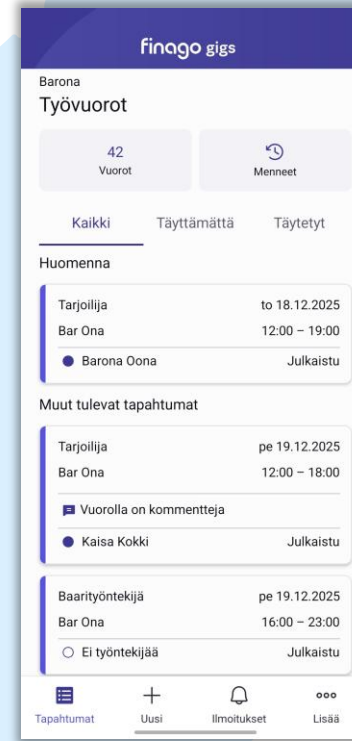 finago gigs
Barona
Työvuorot
42
Vuorot
Menneet
Kaikki Täyttämättä Täytetyt
Huomenna
Tarjoilija to 18.12.2025
Bar Ona 12:00 – 19:00
Barona Oona Julkaistu
Muut tulevat tapahtumat
Tarjoilija pe 19.12.2025
Bar Ona 12:00 – 18:00
Vuorolla on kommentteja
Kaisa Kokki Julkaistu
Baarityöntekijä pe 19.12.2025
Bar Ona 16:00 – 23:00
Ei työntekijää Julkaistu
Tapahtumat Uusi Ilmoitukset Lisää